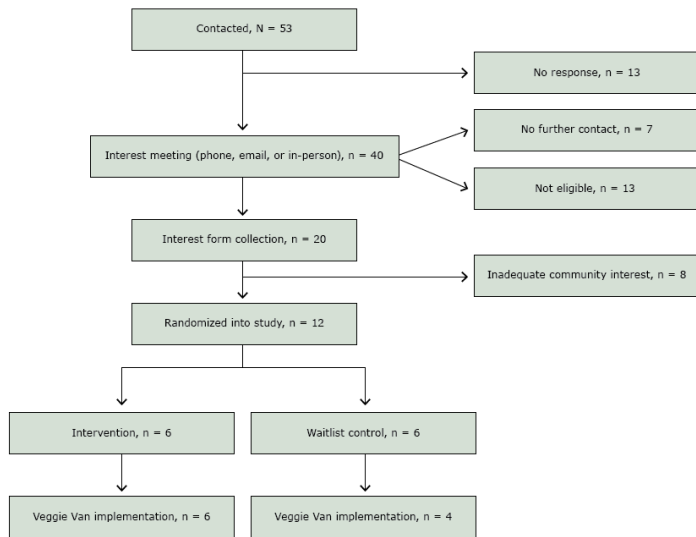 Contacted, N = 53
No response, n = 13
No further contact, n = 7
Interest meeting (phone, email, or in-person), n = 40
Not eligible, n = 13
Interest form collection, n = 20
Inadequate community interest, n = 8
Randomized into study, n = 12
Intervention, n = 6
Waitlist control, n = 6
Veggie Van implementation, n = 6
Veggie Van implementation, n = 4